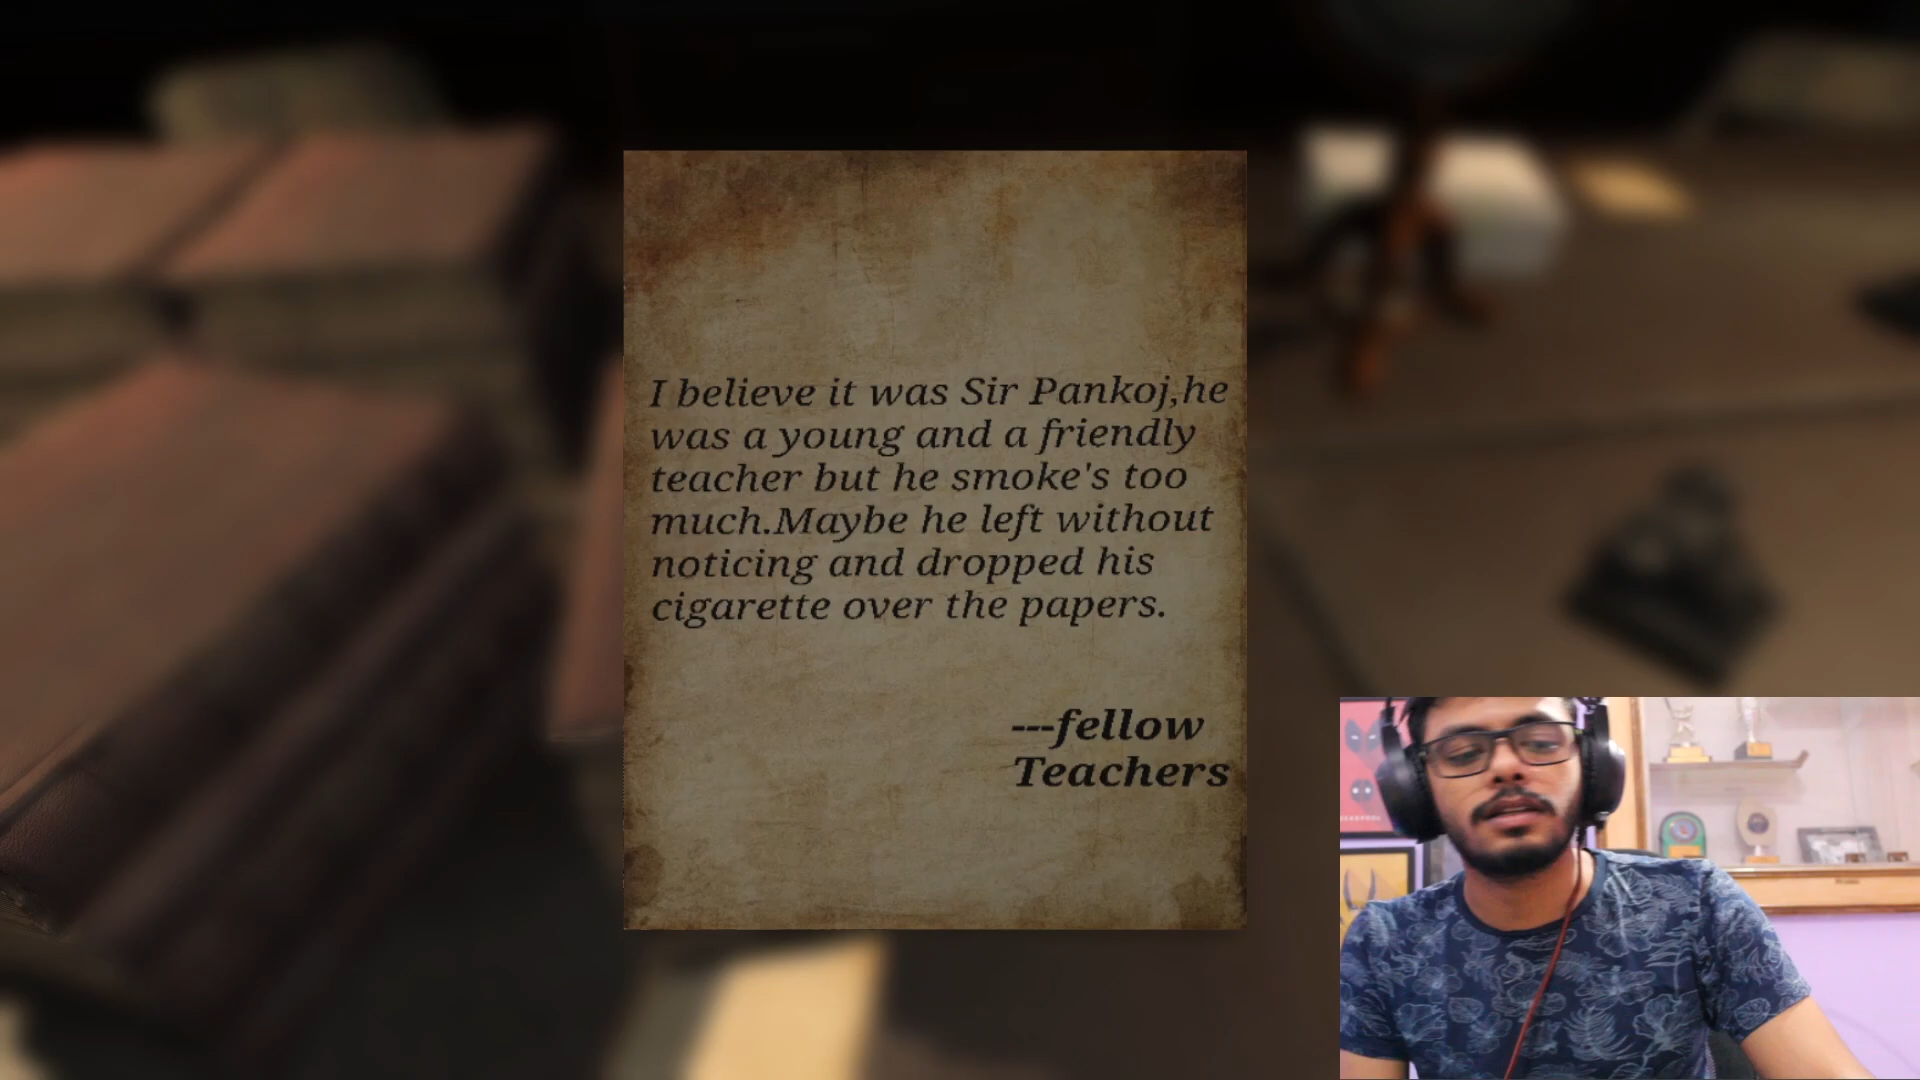 I believe it was Sir Pankoj,he
was a young and a friendly
teacher but he smoke's too
much.Maybe he left without
noticing and dropped his
cigarette over the papers.
---fellow
Teachers